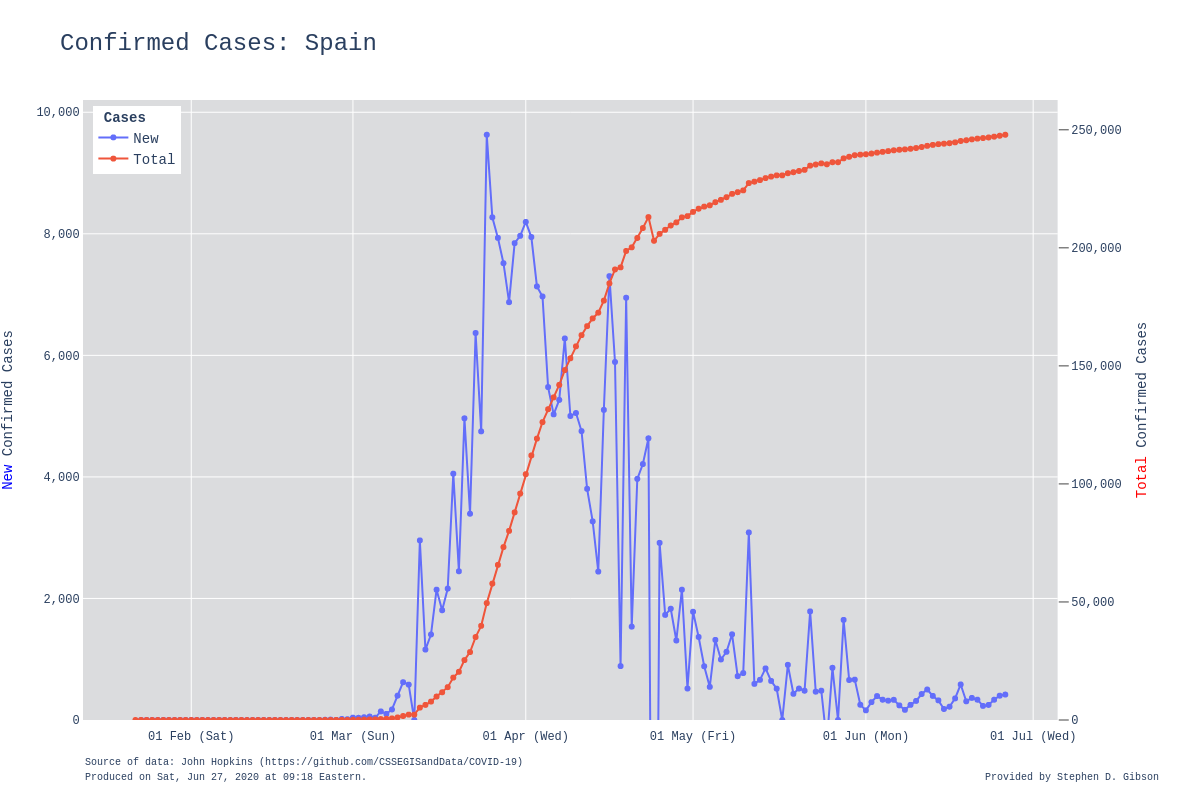 Confirmed Cases: Spain
Cases
New
Total
10,000
8,000
6,000
4,000
2,000
0
250,000
200,000
150,000
100,000
50,000
0
New Confirmed Cases
Total Confirmed Cases
01 Feb (Sat) 01 Mar (Sun) 01 Apr (Wed) 01 May (Fri) 01 Jun (Mon) 01 Jul (Wed)
Source of data: John Hopkins (https://github.com/CSSEGISandData/COVID-19)
Produced on Sat, Jun 27, 2020 at 09:18 Eastern.
Provided by Stephen D. Gibson